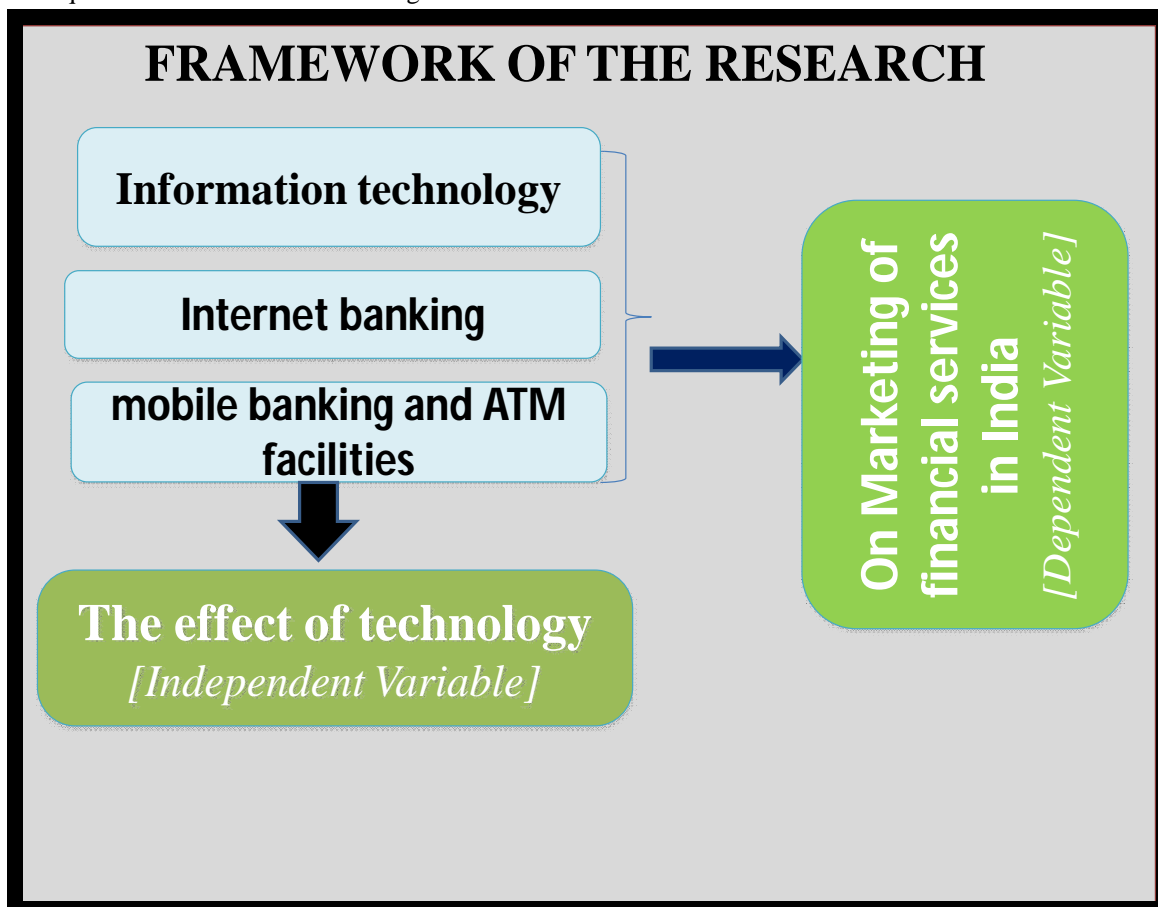 FRAMEWORK OF THE RESEARCH
Information technology
Internet banking
mobile banking and ATM
facilities
The effect of technology
[Independent Variable]
On Marketing of
financial services
in India
[Dependent Variable]